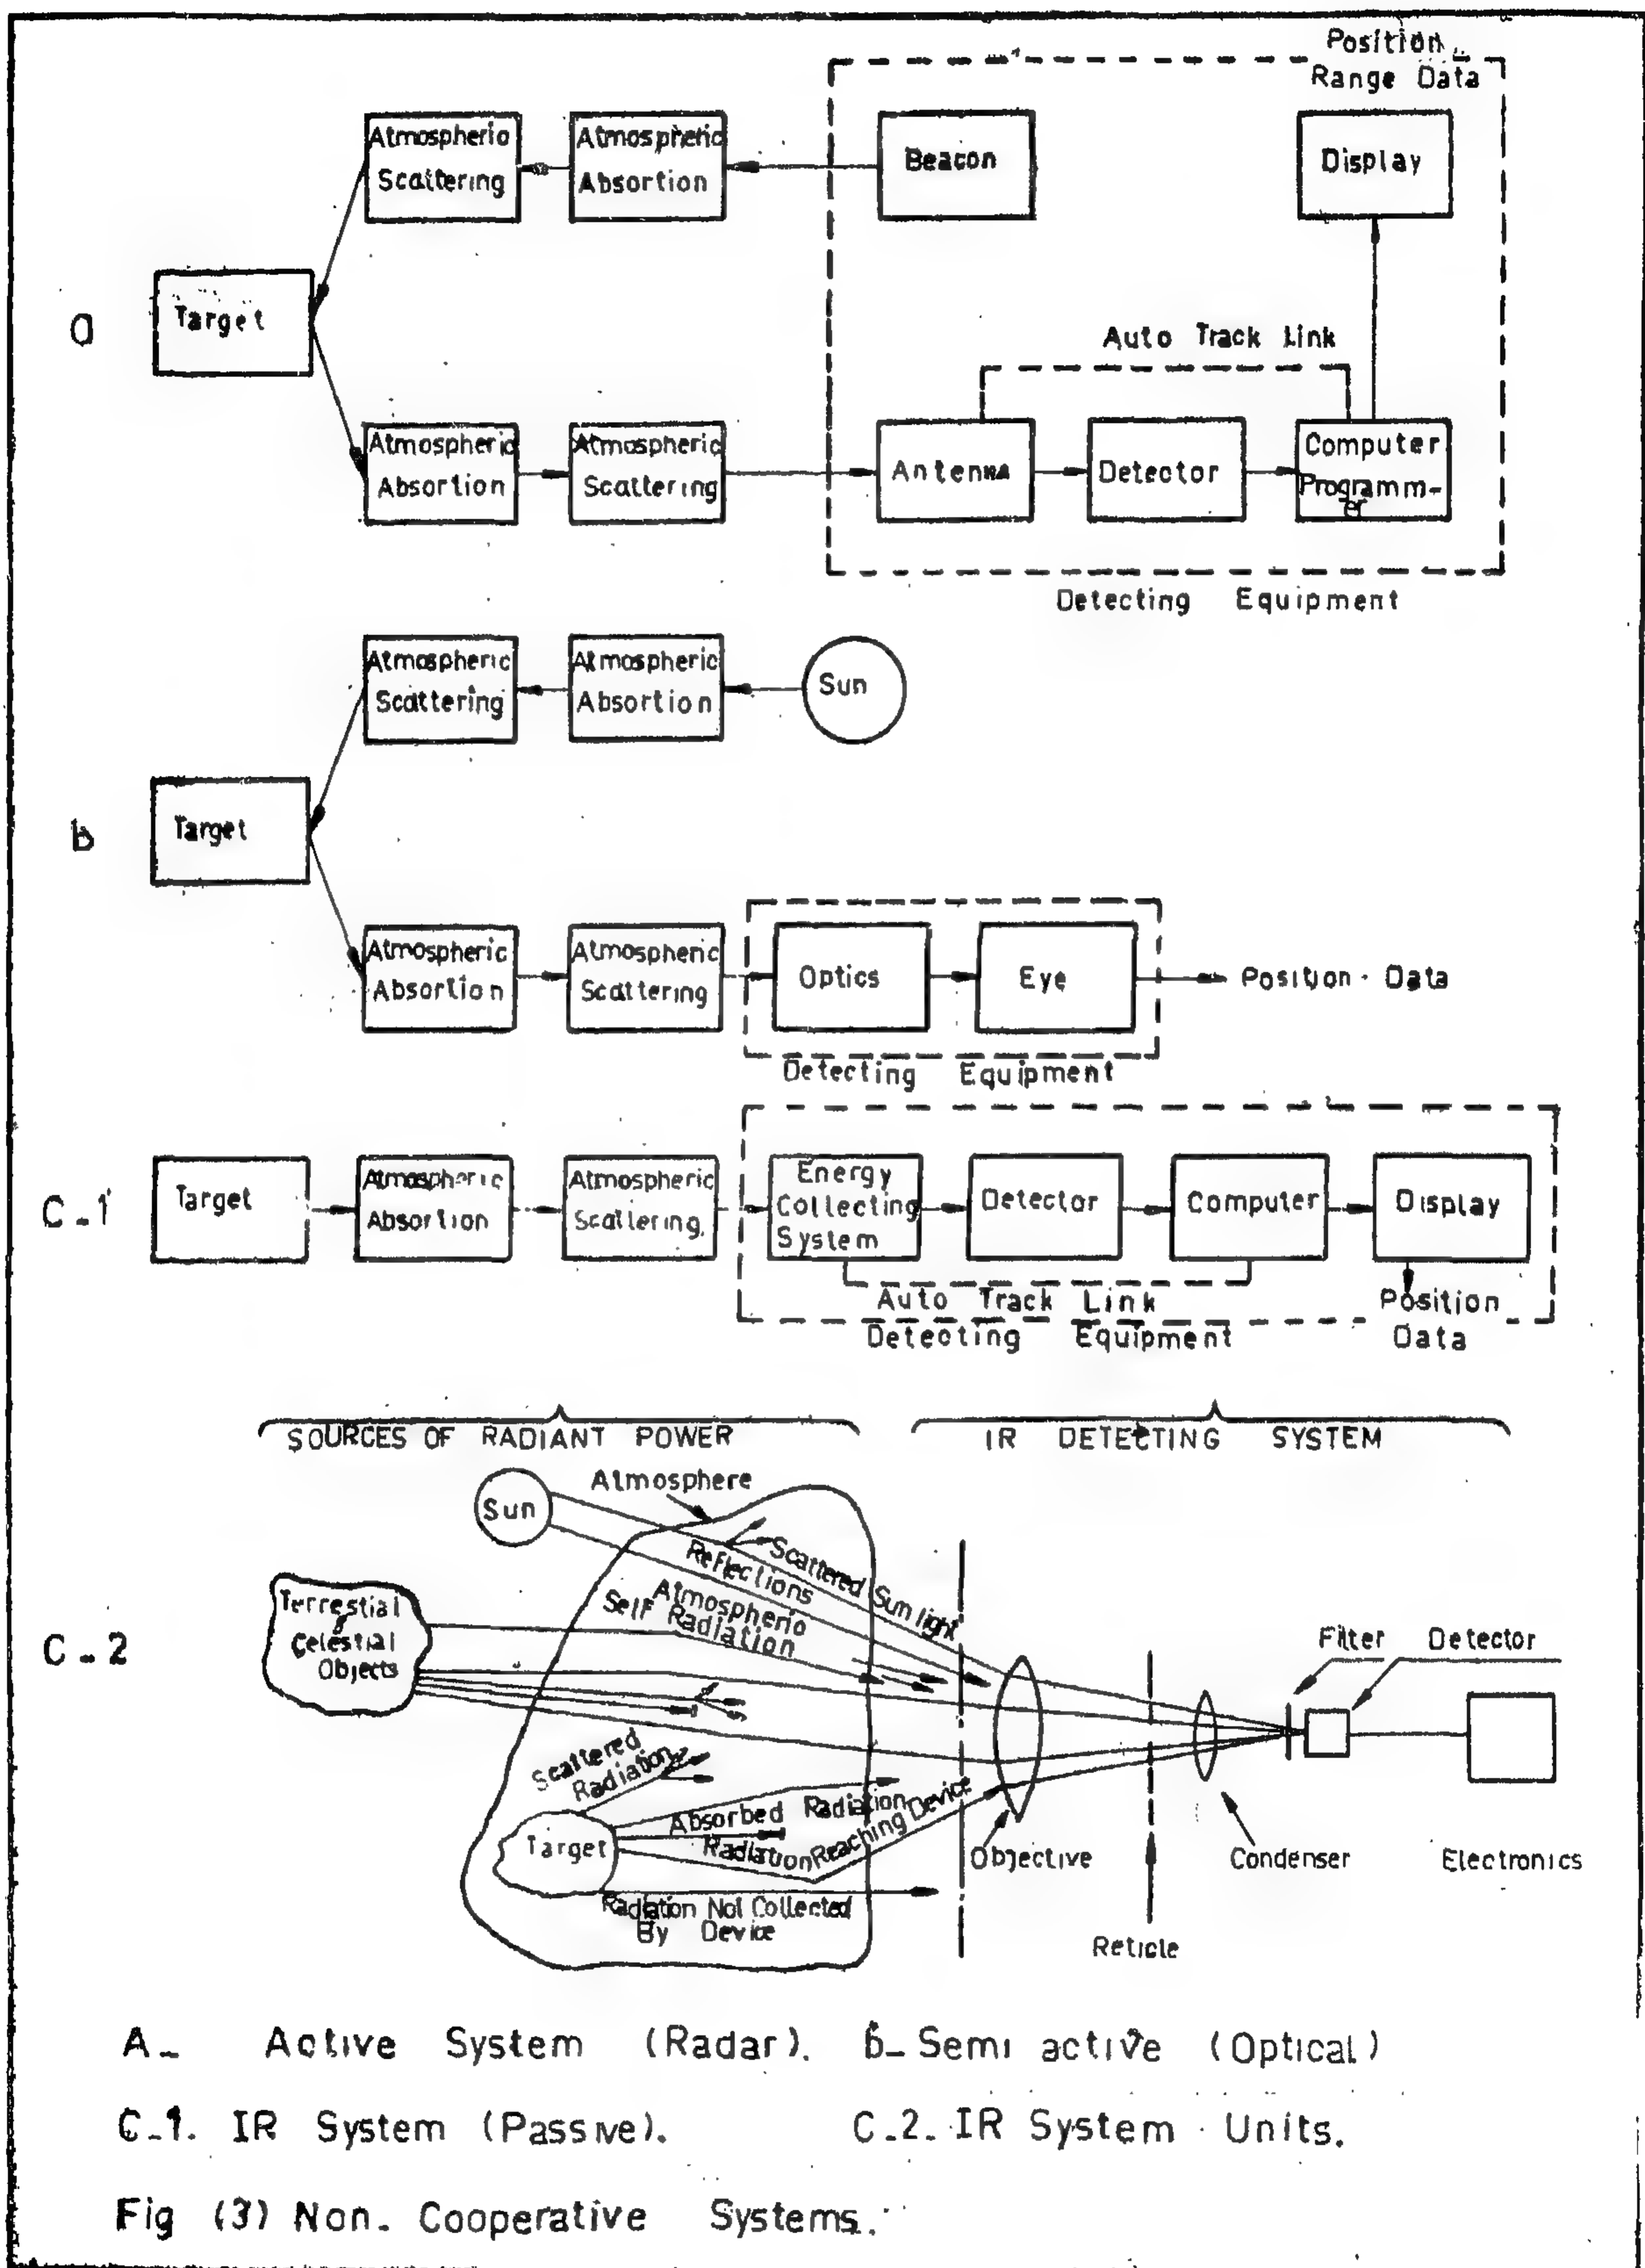 Position
Range Data
Atmospheric
Scattering
Atmospheric
Absortion
Beacon
Display
a
Target
Auto Track Link
Atmospheric
Absortion
Atmospheric
Scattering
Antenna
Detector
Computer
Programm-
er
Detecting Equipment
Atmospheric
Scattering
Atmospheric
Absortion
Sun
b
Target
Atmospheric
Absortion
Atmospheric
Scattering
Optics
Eye
Position - Data
Detecting Equipment
C-1
Target
Atmospheric
Absortion
Atmospheric
Scattering
Energy
Collecting
System
Detector
Computer
Display
Auto Track Link
Position
Data
Detecting Equipment
SOURCES OF RADIANT POWER
IR DETECTING SYSTEM
Atmosphere
Sun
Scattered Sun light
Reflections
Atmospheric
Self Radiation
Terrestial
Celestial
Objects
C-2
Filter
Detector
Scattered
Radiation
Absorbed Radiation
Radiation Reaching Device
Target
Radiation Not Collected
By Device
Objective
Condenser
Electronics
Reticle
A- Active System (Radar). b- Semi active (Optical)
C-1. IR System (Passive). C-2. IR System Units.
Fig (3) Non. Cooperative Systems.